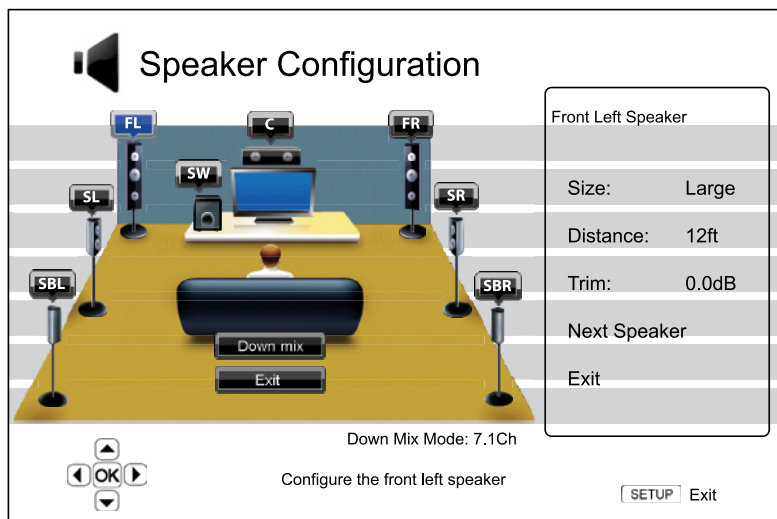 Speaker Configuration
FL
C
FR
SW
SL
SR
SBL
SBR
Down mix
Exit
Front Left Speaker
Size: Large
Distance: 12ft
Trim: 0.0dB
Next Speaker
Exit
Down Mix Mode: 7.1Ch
OK
Configure the front left speaker
SETUP Exit